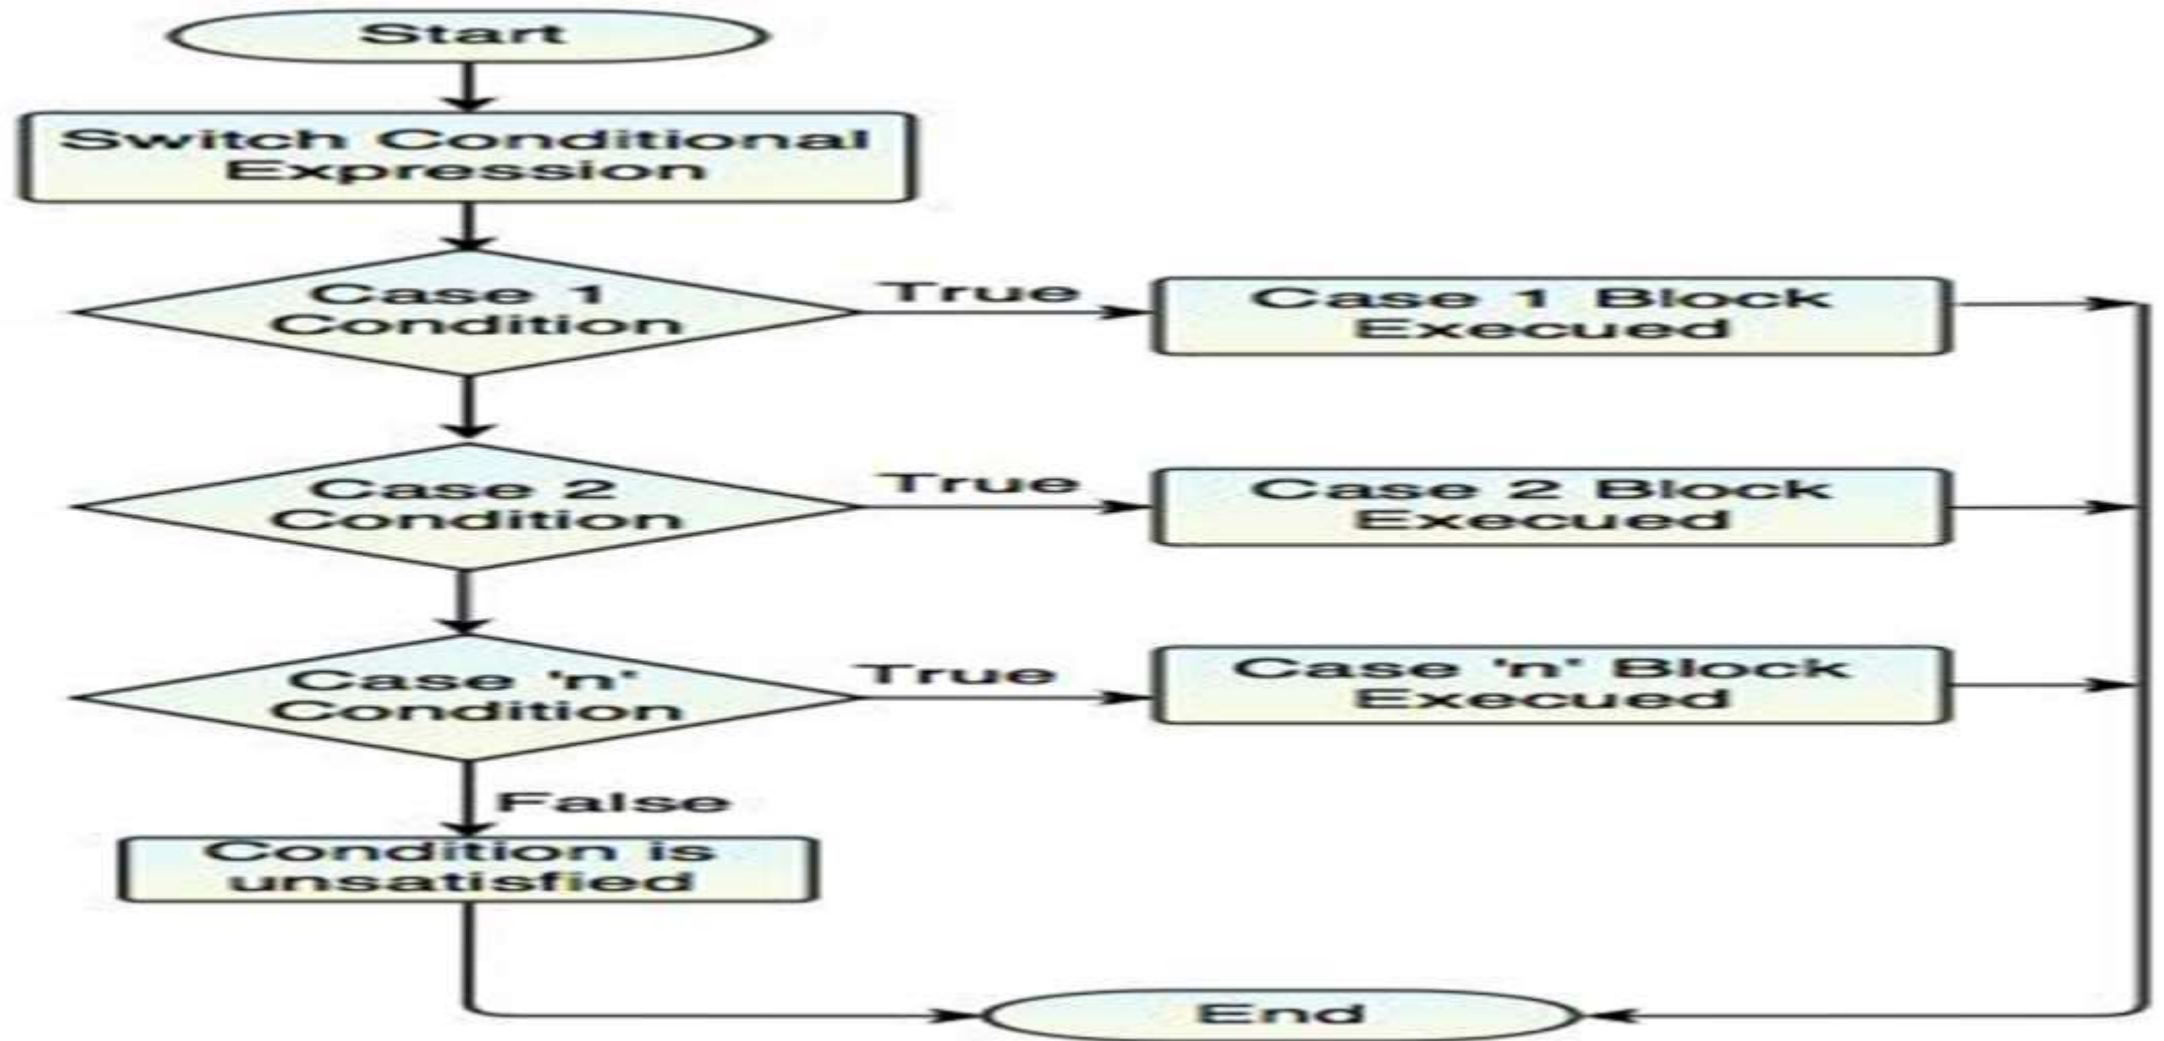 Start
Switch Conditional
Expression
Case 1
Condition
True
Case 1 Block
Execued
Case 2
Condition
True
Case 2 Block
Execued
Case 'n'
Condition
True
Case 'n' Block
Execued
False
Condition is
unsatisfied
End